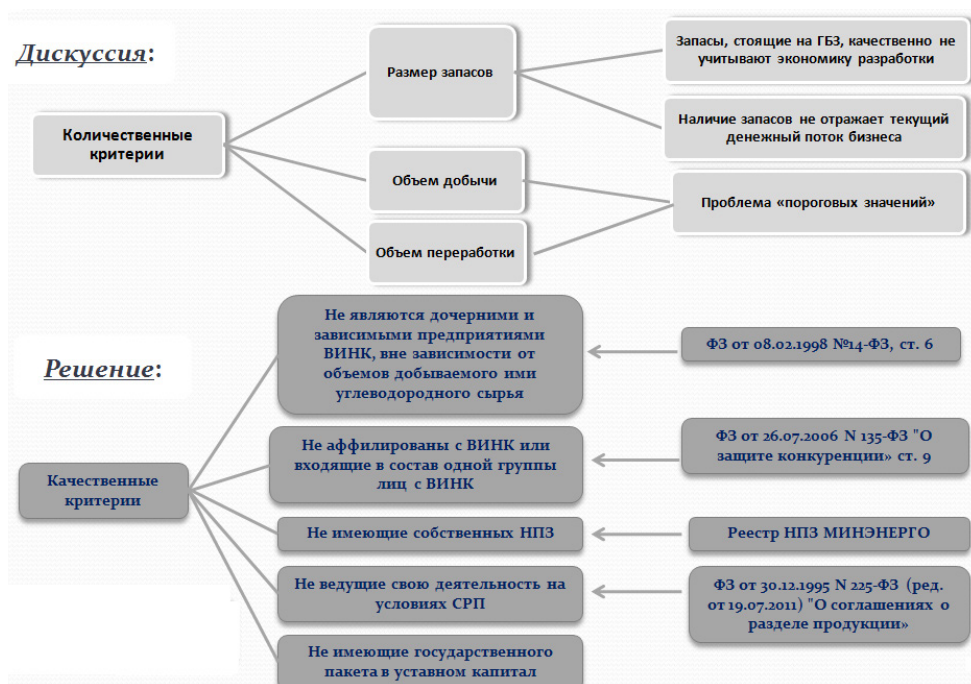 Дискуссия:
Количественные
критерии
Размер запасов
Объем добычи
Объем переработки
Запасы, стоящие на ГБЗ, качественно не
учитывают экономику разработки
Наличие запасов не отражает текущий
денежный поток бизнеса
Проблема «пороговых значений»
Решение:
Качественные
критерии
Не являются дочерними и
зависимыми предприятиями
ВИНК, вне зависимости от
объемов добываемого ими
углеводородного сырья
ФЗ от 08.02.1998 №14-ФЗ, ст. 6
Не аффилированы с ВИНК или
входящие в состав одной группы
лиц с ВИНК
ФЗ от 26.07.2006 N 135-ФЗ "О
защите конкуренции» ст. 9
Не имеющие собственных НПЗ
Реестр НПЗ МИНЭНЕРГО
Не ведущие свою деятельность на
условиях СРП
ФЗ от 30.12.1995 N 225-ФЗ (ред.
от 19.07.2011) "О соглашениях о
разделе продукции»
Не имеющие государственного
пакета в уставном капитал